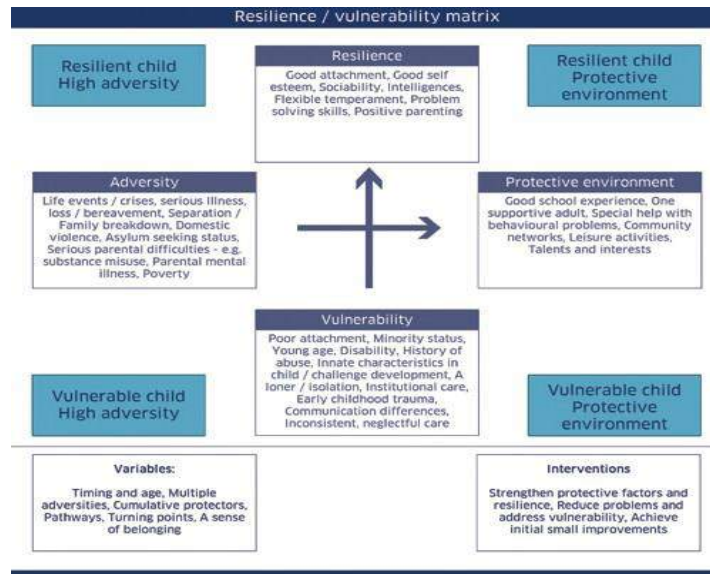 Resilience / vulnerability matrix
Resilient child
High adversity
Resilience
Good attachment, Good self
esteem, Sociability, Intelligences,
Flexible temperament, Problem
solving skills, Positive parenting
Resilient child
Protective
environment
Adversity
Life events / crises, serious illness,
loss / bereavement, Separation /
Family breakdown, Domestic
violence, Asylum seeking status,
Serious parental difficulties - e.g.
substance misuse, Parental mental
illness, Poverty
Protective environment
Good school experience, One
supportive adult, Special help with
behavioural problems, Community
networks, Leisure activities,
Talents and interests
Vulnerability
Poor attachment, Minority status,
Young age, Disability, History of
abuse, Innate characteristics in
child / challenge development, A
loner / isolation, Institutional care,
Early childhood trauma,
Communication differences,
Inconsistent, neglectful care
Vulnerable child
High adversity
Vulnerable child
Protective
environment
Variables:
Timing and age, Multiple
adversities, Cumulative protectors,
Pathways, Turning points, A sense
of belonging
Interventions
Strengthen protective factors and
resilience, Reduce problems and
address vulnerability, Achieve
initial small improvements